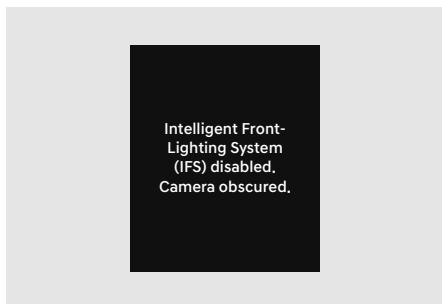 Intelligent Front-
Lighting System
(IFS) disabled.
Camera obscured.